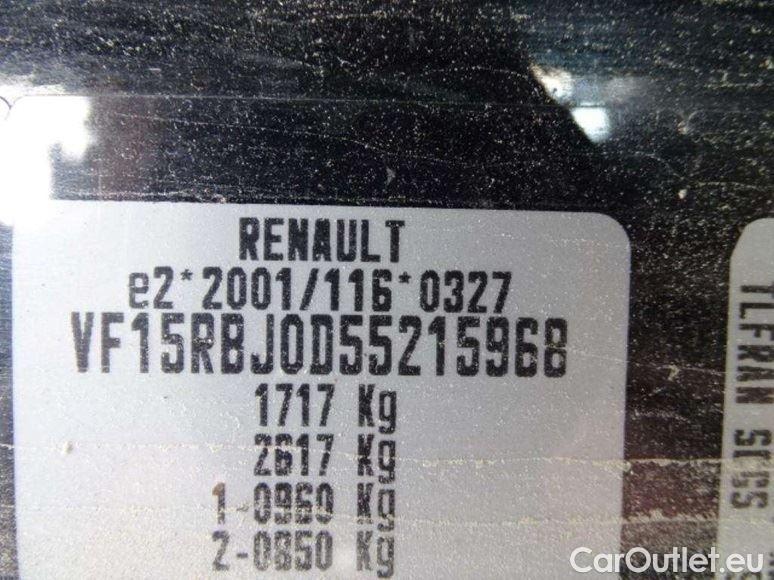 RENAULT
e2*2001/116*0327
VF15RBJ0D55215968
1717 Kg
2617 Kg
1-0960 Kg
2-0850 Kg
CarOutlet.eu